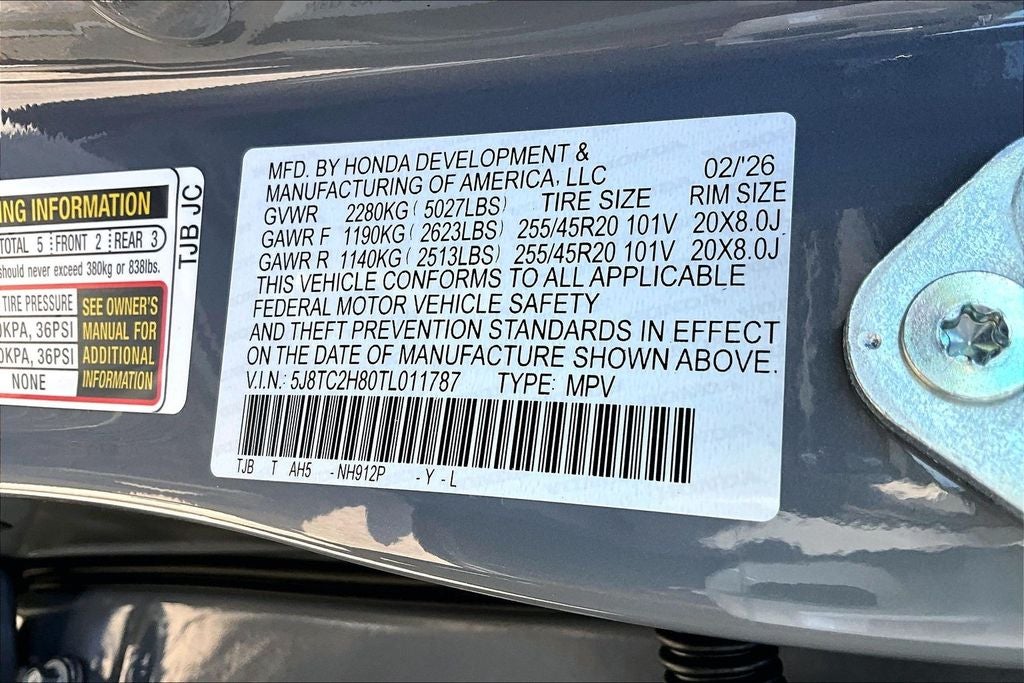 NG INFORMATION
TOTAL 5 FRONT 2 REAR 3
should never exceed 380kg or 838lbs.
TIRE PRESSURE
0KPA, 36PSI
0KPA, 36PSI
NONE
SEE OWNER'S
MANUAL FOR
ADDITIONAL
INFORMATION
TJB JC
MFD. BY HONDA DEVELOPMENT & 02/'26
MANUFACTURING OF AMERICA, LLC
GVWR 2280KG (5027LBS) TIRE SIZE RIM SIZE
GAWR F 1190KG (2623LBS) 255/45R20 101V 20X8.0J
GAWR R 1140KG (2513LBS) 255/45R20 101V 20X8.0J
THIS VEHICLE CONFORMS TO ALL APPLICABLE
FEDERAL MOTOR VEHICLE SAFETY
AND THEFT PREVENTION STANDARDS IN EFFECT
ON THE DATE OF MANUFACTURE SHOWN ABOVE.
V.I.N.: 5J8TC2H80TL011787 TYPE: MPV
TJB T AH5 -NH912P -Y-L